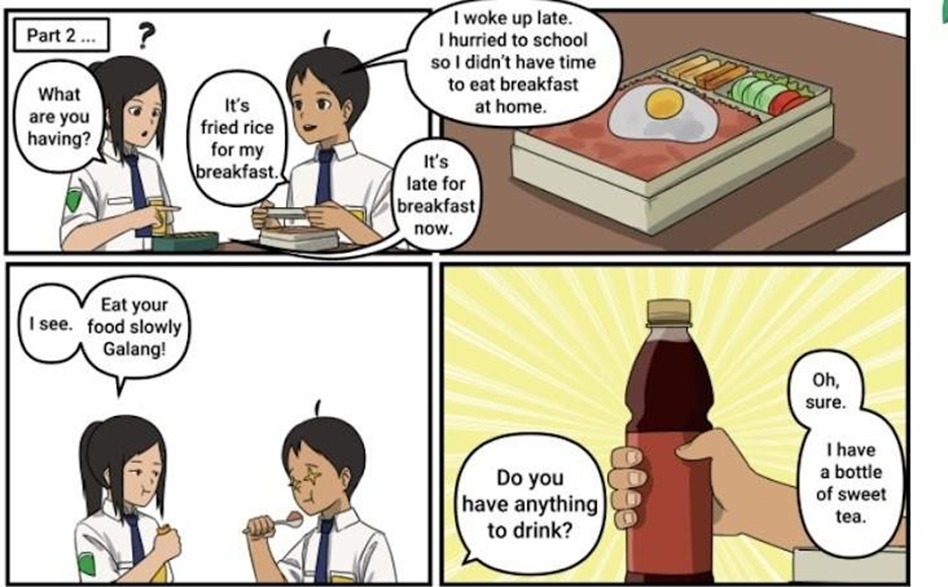 Part 2 ...
?
What
are you
having?
It's
fried rice
for my
breakfast.
It's
late for
breakfast
now.
I woke up late.
I hurried to school
so I didn't have time
to eat breakfast
at home.
I see.
Eat your
food slowly
Galang!
Do you
have anything
to drink?
Oh,
sure.
I have
a bottle
of sweet
tea.